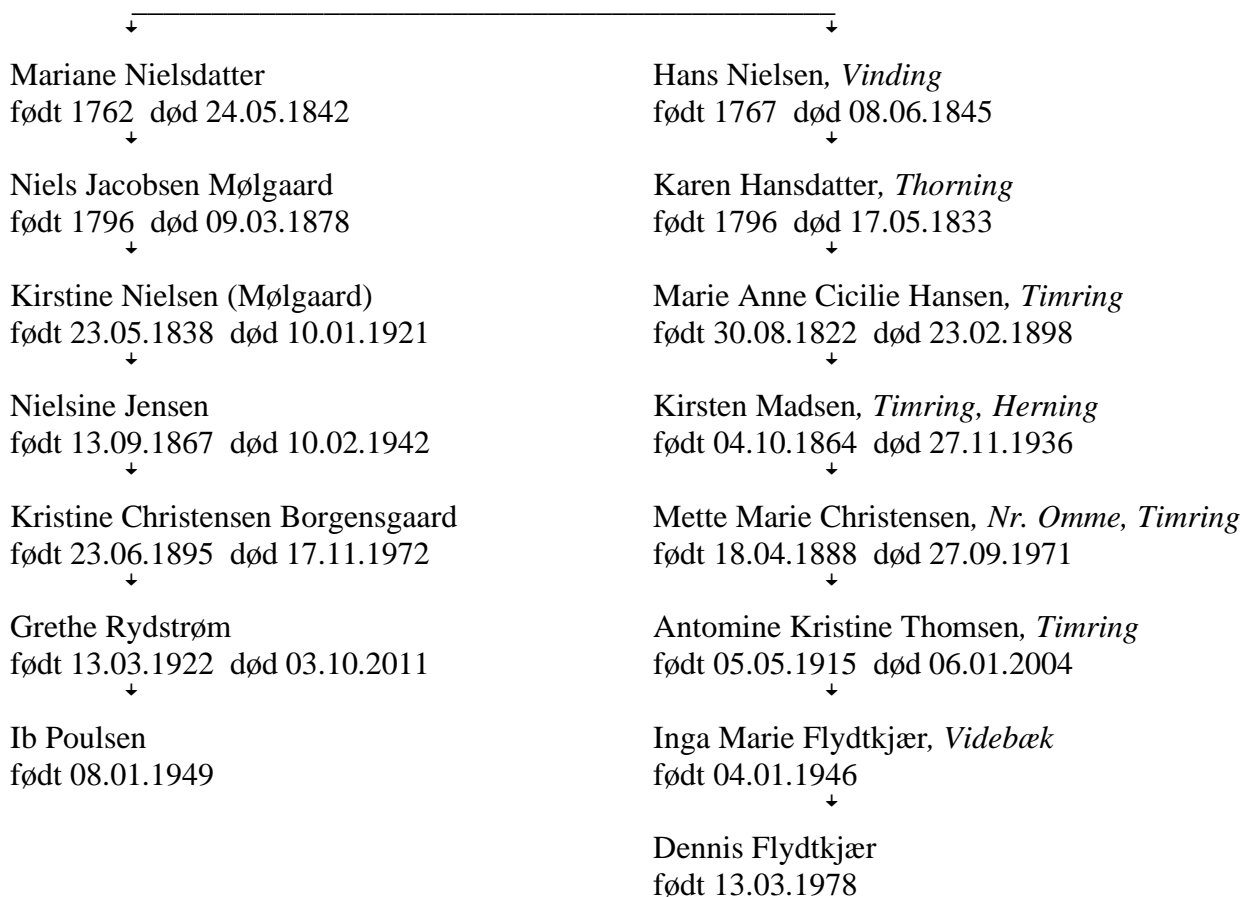 Mariane Nielsdatter
født 1762 død 24.05.1842
Niels Jacobsen Mølgaard
født 1796 død 09.03.1878
Kirstine Nielsen (Mølgaard)
født 23.05.1838 død 10.01.1921
Nielsine Jensen
født 13.09.1867 død 10.02.1942
Kristine Christensen Borgensgaard
født 23.06.1895 død 17.11.1972
Grethe Rydstrøm
født 13.03.1922 død 03.10.2011
Ib Poulsen
født 08.01.1949
Hans Nielsen, Vinding
født 1767 død 08.06.1845
Karen Hansdatter, Thorning
født 1796 død 17.05.1833
Marie Anne Cicilie Hansen, Timring
født 30.08.1822 død 23.02.1898
Kirsten Madsen, Timring, Herning
født 04.10.1864 død 27.11.1936
Mette Marie Christensen, Nr. Omme, Timring
født 18.04.1888 død 27.09.1971
Antomine Kristine Thomsen, Timring
født 05.05.1915 død 06.01.2004
Inga Marie Flydtkjær, Videbæk
født 04.01.1946
Dennis Flydtkjær
født 13.03.1978